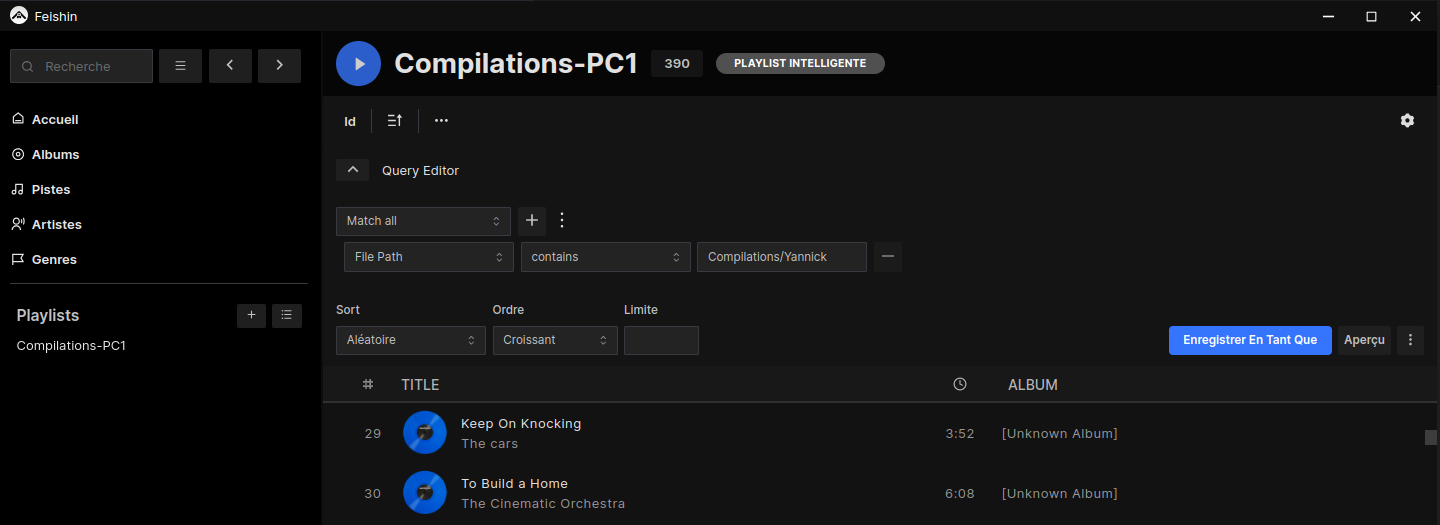 Feishin
Recherche
Compilations-PC1 390 PLAYLIST INTELLIGENTE
Id
Accueil
Albums
Pistes
Artistes
Genres
Playlists
Compilations-PC1
Query Editor
Match all
File Path contains Compilations/Yannick
Sort Ordre Limite
Aléatoire Croissant
Enregistrer En Tant Que Aperçu
# TITLE ALBUM
29 Keep On Knocking 3:52 [Unknown Album]
The cars
30 To Build a Home 6:08 [Unknown Album]
The Cinematic Orchestra